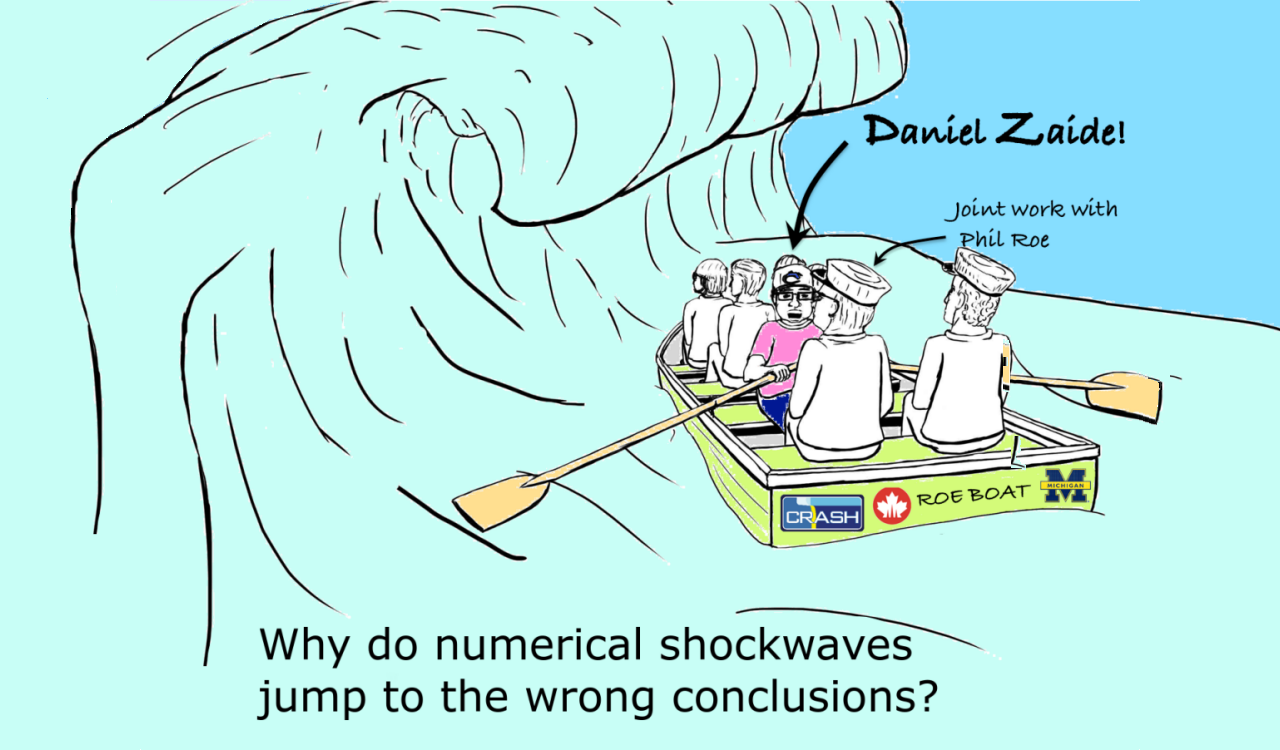 Daniel Zaide!
Joint work with
Phil Roe
CRASH
ROE BOAT
MICHIGAN
M
Why do numerical shockwaves
jump to the wrong conclusions?